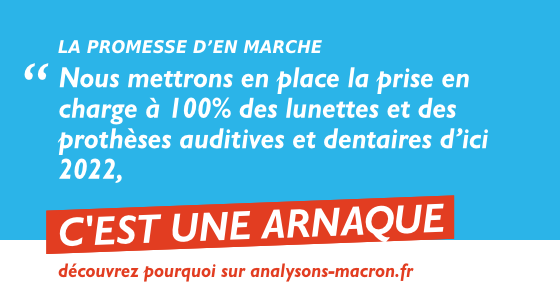 LA PROMESSE D’EN MARCHE
“ Nous mettrons en place la prise en
charge à 100% des lunettes et des
prothèses auditives et dentaires d’ici
2022,
C'EST UNE ARNAQUE
découvrez pourquoi sur analysons-macron.fr